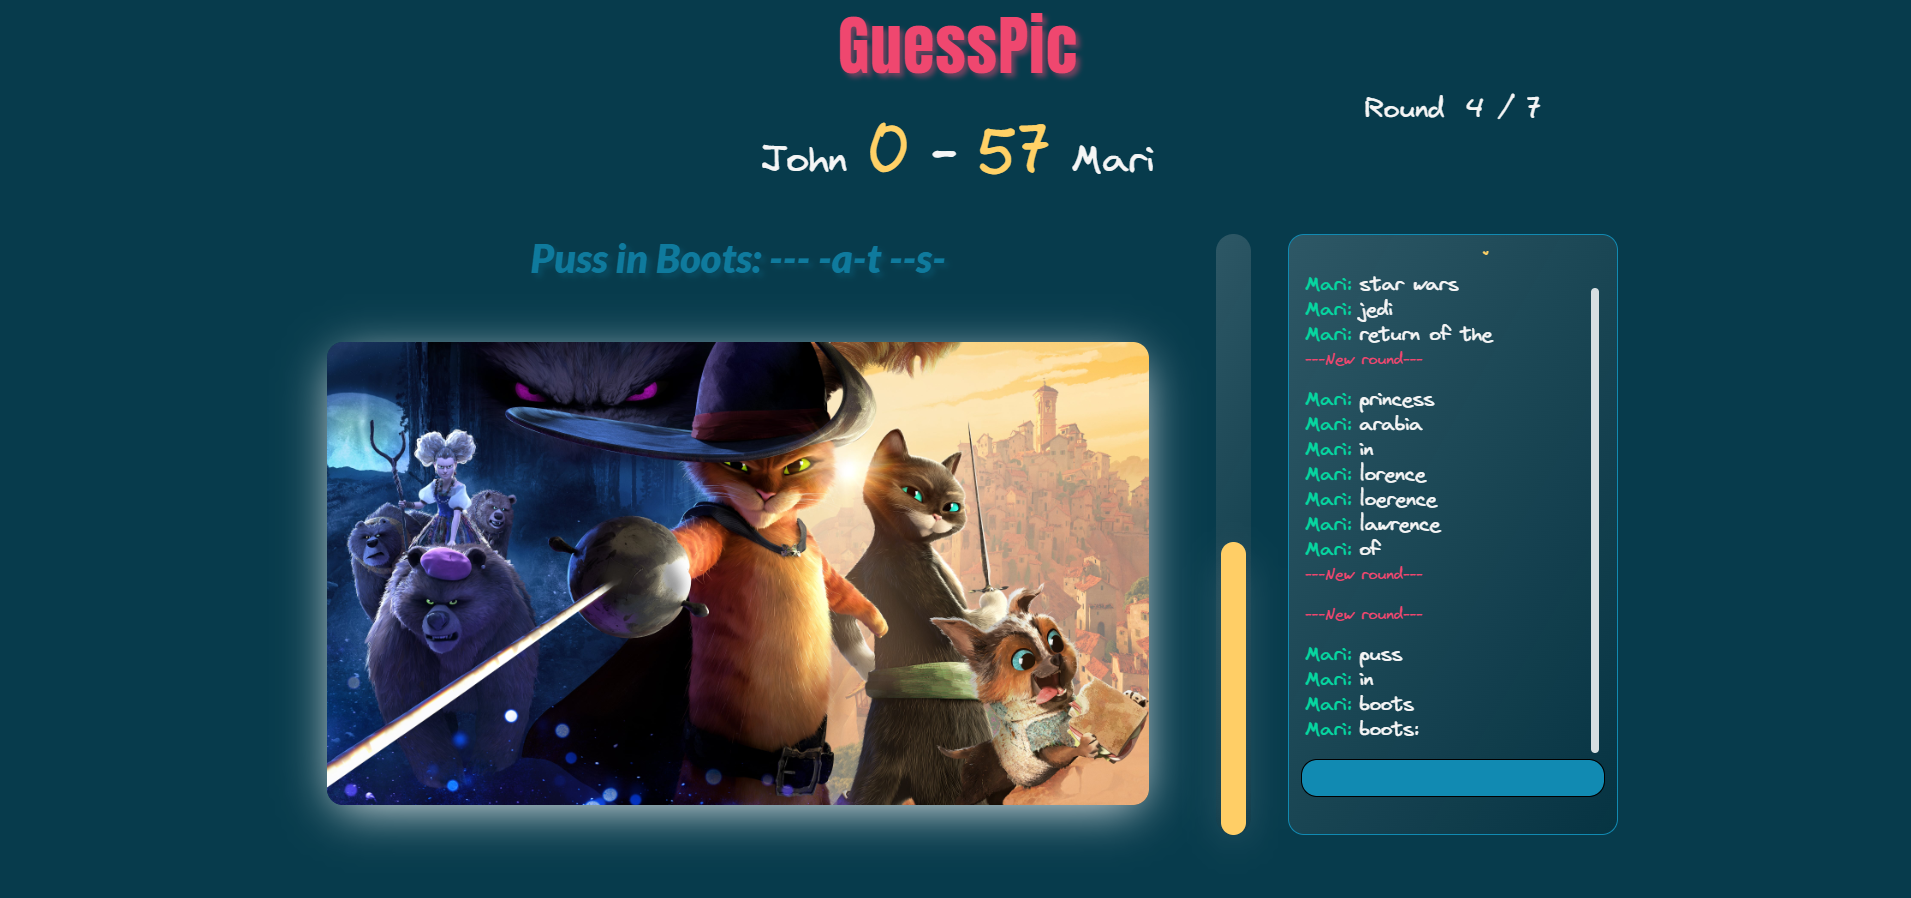 GuessPic
Round 4 / 7
John 0 - 57 Mari
Puss in Boots: --- -a-t --s-
Mari: star wars
Mari: jedi
Mari: return of the
---New round---
Mari: princess
Mari: arabia
Mari: in
Mari: lorence
Mari: loerence
Mari: lawrence
Mari: of
---New round---
---New round---
Mari: puss
Mari: in
Mari: boots
Mari: boots: